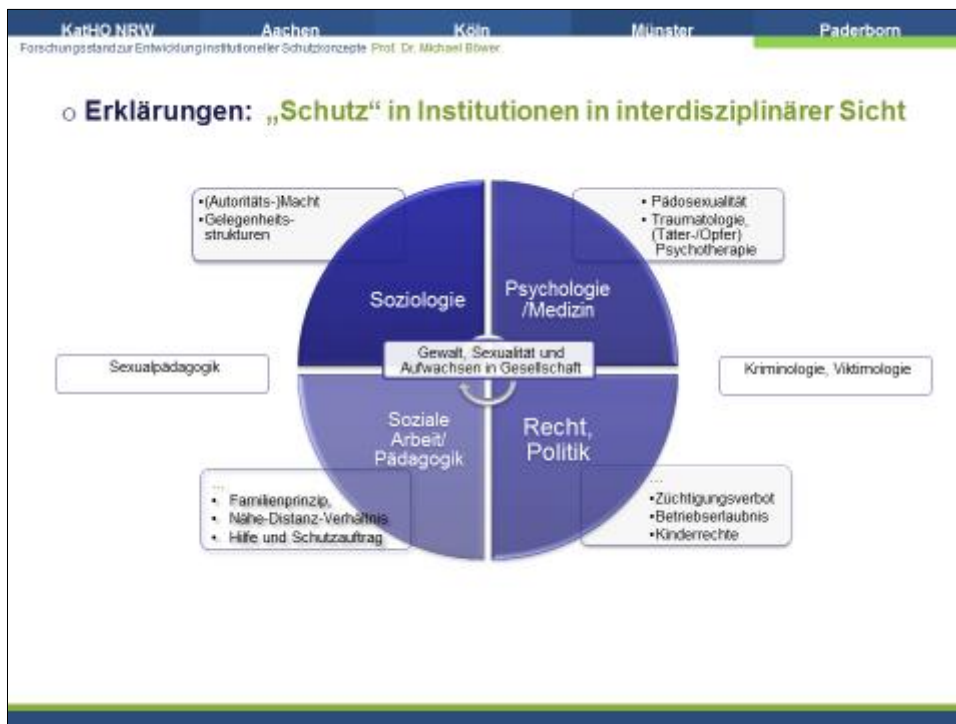 KatHO NRW Aachen Köln Münster Paderborn
Forschungsstand zur Entwicklung institutioneller Schutzkonzepte Prof. Dr. Michael Böwer
o Erklärungen: „Schutz“ in Institutionen in interdisziplinärer Sicht
•(Autoritäts-)Macht
•Gelegenheits-
strukturen
• Pädosexualität
• Traumatologie,
(Täter-/Opfer)
Psychotherapie
Soziologie
Psychologie
/Medizin
Gewalt, Sexualität und
Aufwachsen in Gesellschaft
Sexualpädagogik
Kriminologie, Viktimologie
Soziale
Arbeit/
Pädagogik
Recht,
Politik
...
• Familienprinzip,
• Nähe-Distanz-Verhältnis
• Hilfe und Schutzauftrag
...
•Züchtigungsverbot
•Betriebserlaubnis
•Kinderrechte